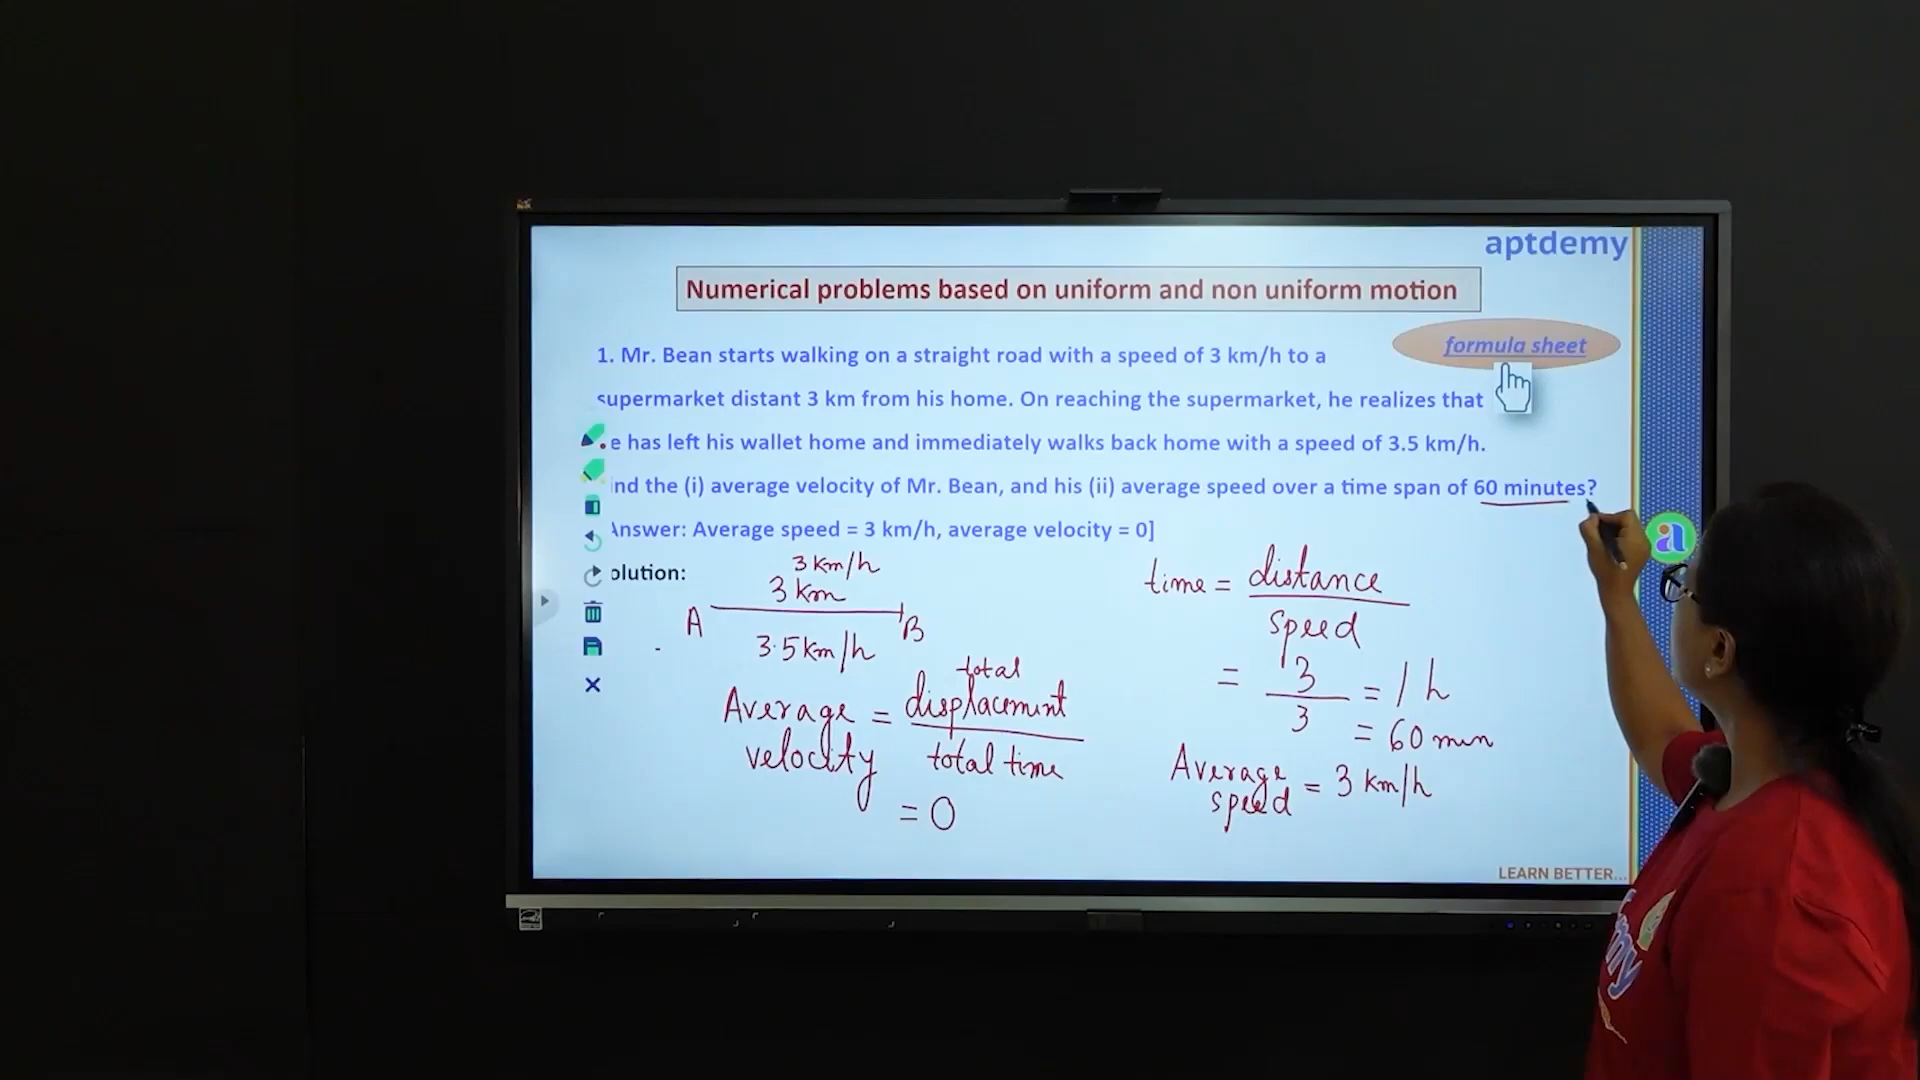 aptdemy
Numerical problems based on uniform and non uniform motion
formula sheet
1. Mr. Bean starts walking on a straight road with a speed of 3 km/h to a
supermarket distant 3 km from his home. On reaching the supermarket, he realizes that
e has left his wallet home and immediately walks back home with a speed of 3.5 km/h.
ind the (i) average velocity of Mr. Bean, and his (ii) average speed over a time span of 60 minutes?
Answer: Average speed = 3 km/h, average velocity = 0]
olution:
3 km/h
3 km
A B
3.5 km/h
Average velocity = total displacement / total time
= 0
time = distance / speed
= 3 / 3 = 1 h
= 60 min
Average speed = 3 km/h
a
LEARN BETTER...